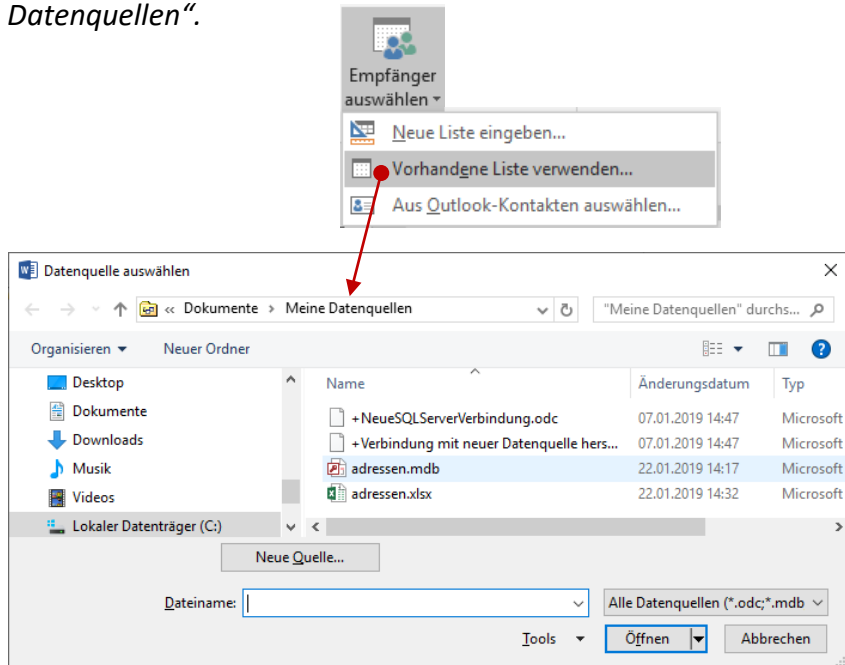 Datenquellen“.
Empfänger
auswählen
Neue Liste eingeben...
Vorhandene Liste verwenden...
Aus Outlook-Kontakten auswählen...
Datenquelle auswählen
« Dokumente > Meine Datenquellen "Meine Datenquellen" durchs...
Organisieren Neuer Ordner
Name Änderungsdatum Typ
Desktop
Dokumente
Downloads
Musik
Videos
Lokaler Datenträger (C:)
+NeueSQLServerVerbindung.odc 07.01.2019 14:47 Microsoft
+Verbindung mit neuer Datenquelle hers... 07.01.2019 14:47 Microsoft
adressen.mdb 22.01.2019 14:17 Microsoft
adressen.xlsx 22.01.2019 14:32 Microsoft
Neue Quelle...
Dateiname: Alle Datenquellen (*.odc;*.mdb
Tools Öffnen Abbrechen